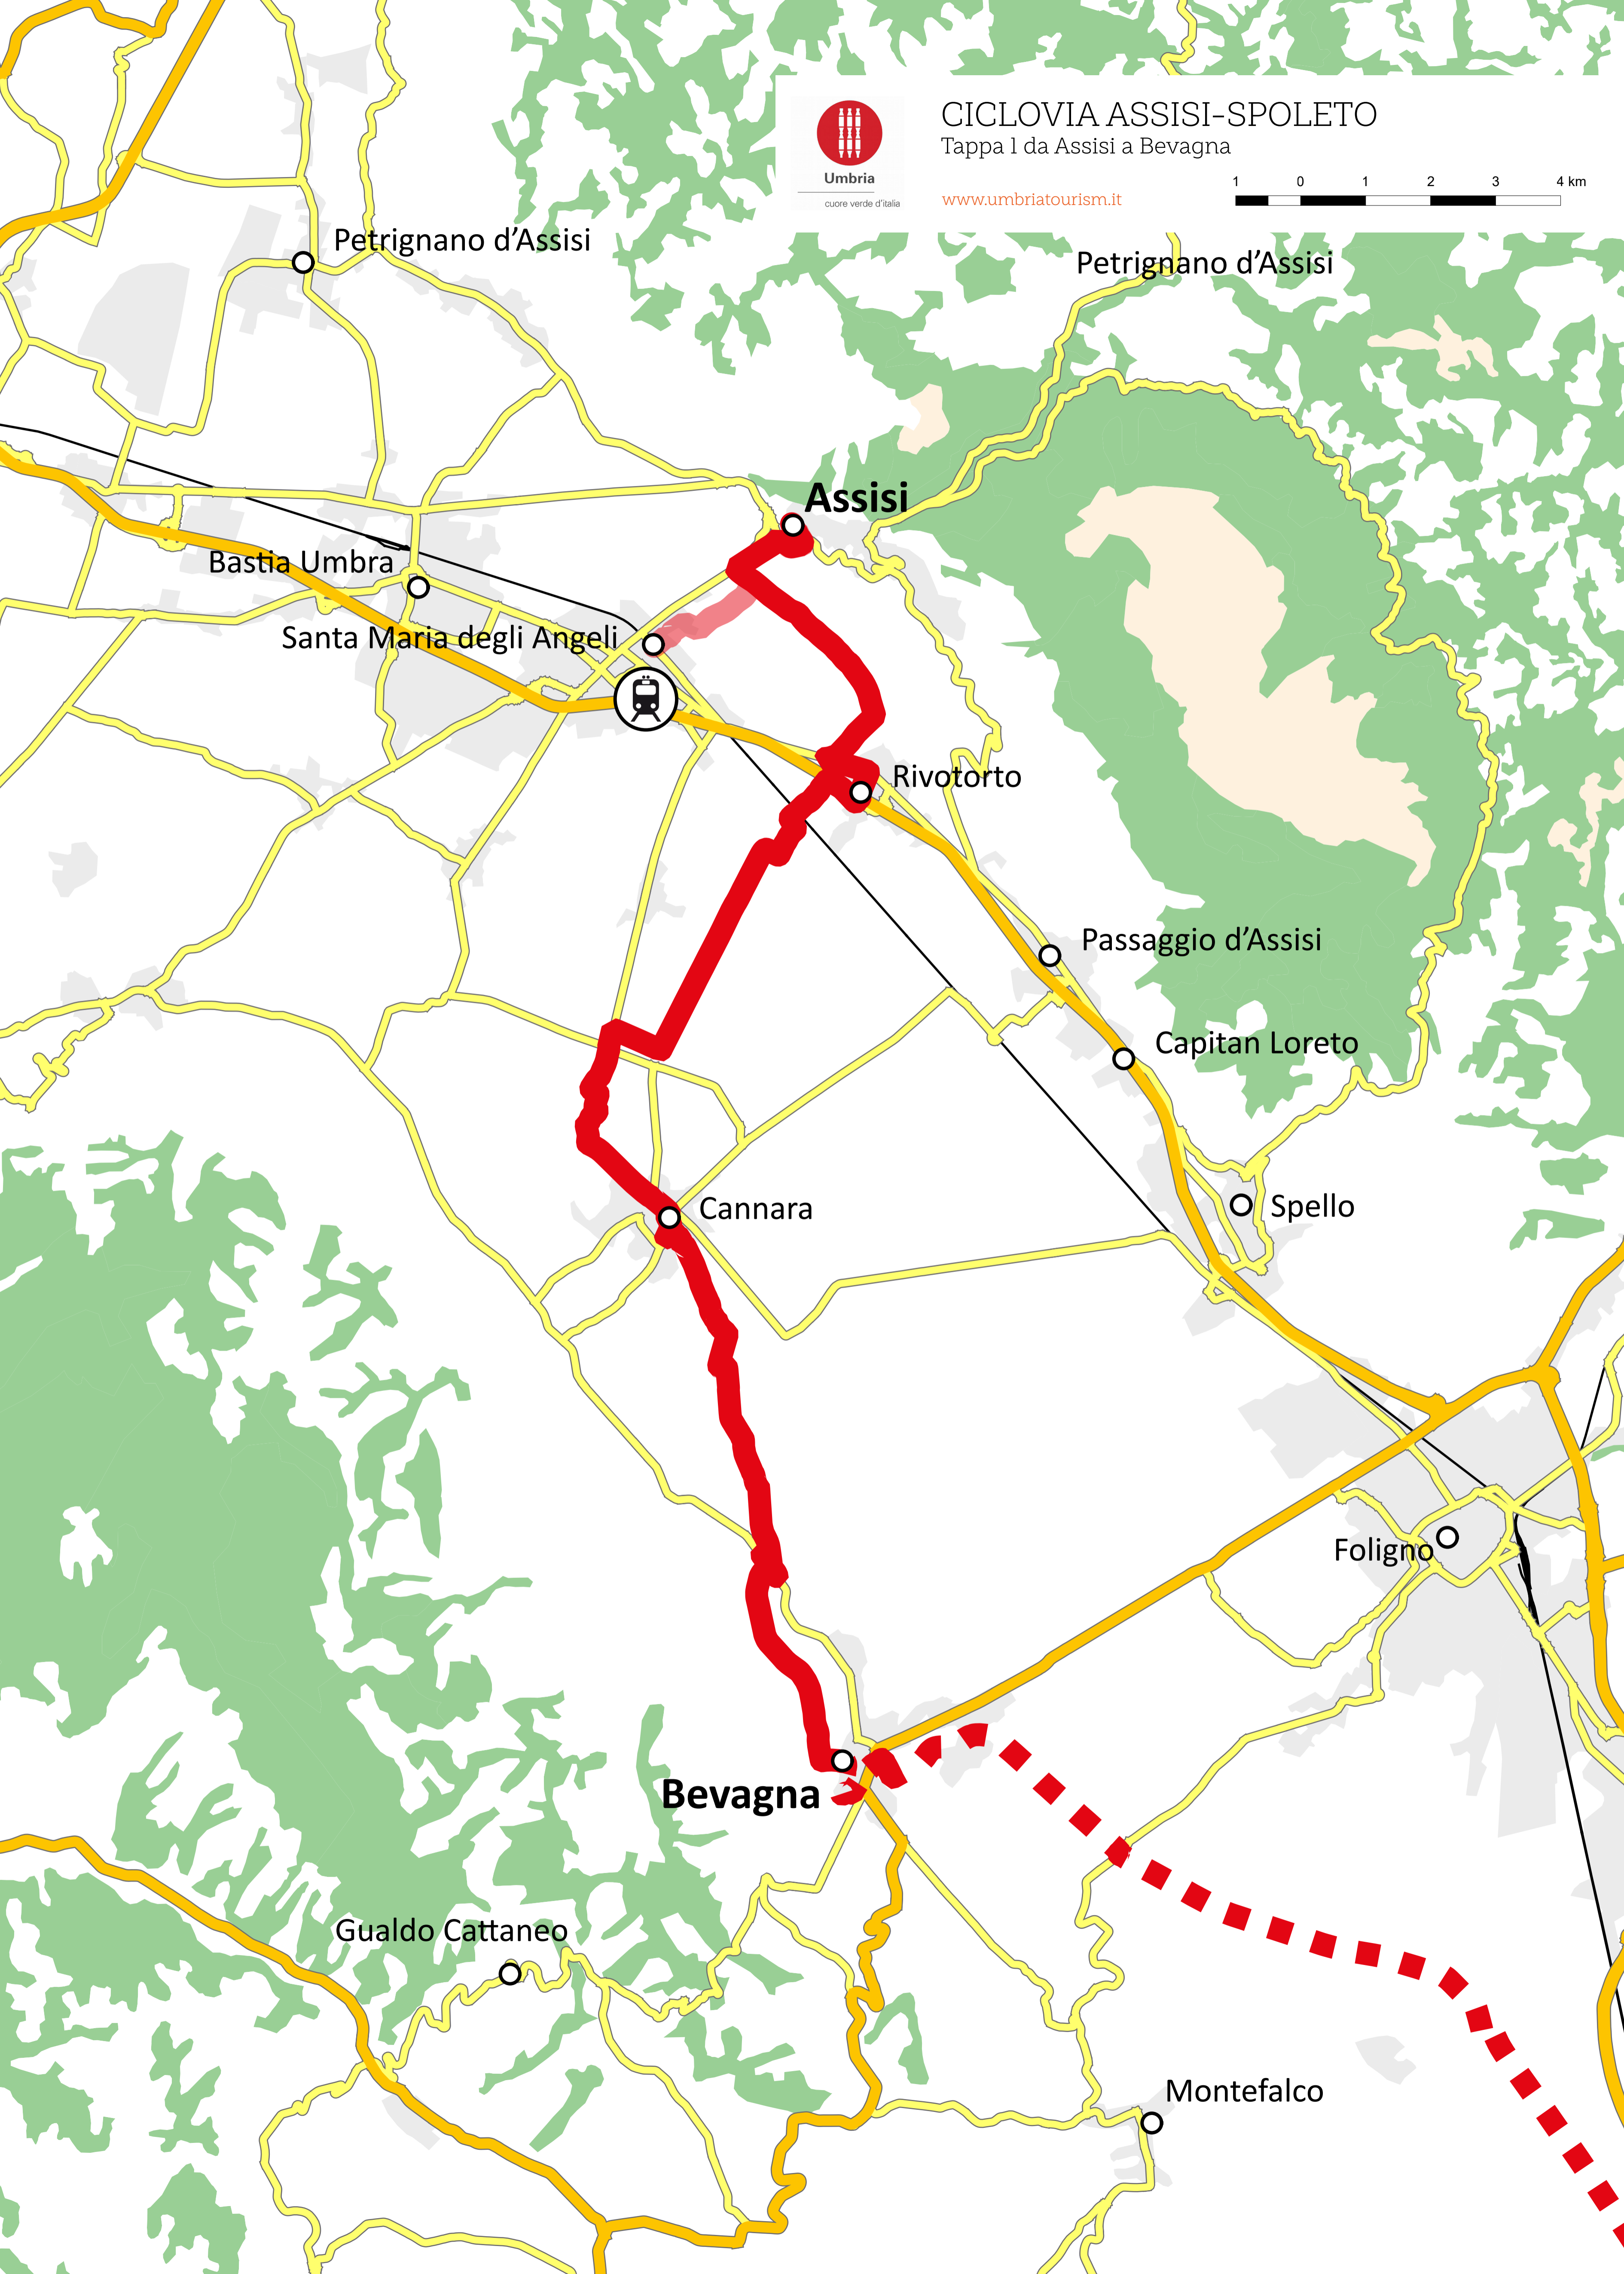 CICLOVIA ASSISI-SPOLETO
Tappa 1 da Assisi a Bevagna
Umbria
cuore verde d'italia
www.umbriatourism.it
1 0 1 2 3 4 km
Petrignano d'Assisi
Petrignano d'Assisi
Assisi
Bastia Umbra
Santa Maria degli Angeli
Rivotorto
Passaggio d'Assisi
Capitan Loreto
Cannara
Spello
Foligno
Bevagna
Gualdo Cattaneo
Montefalco